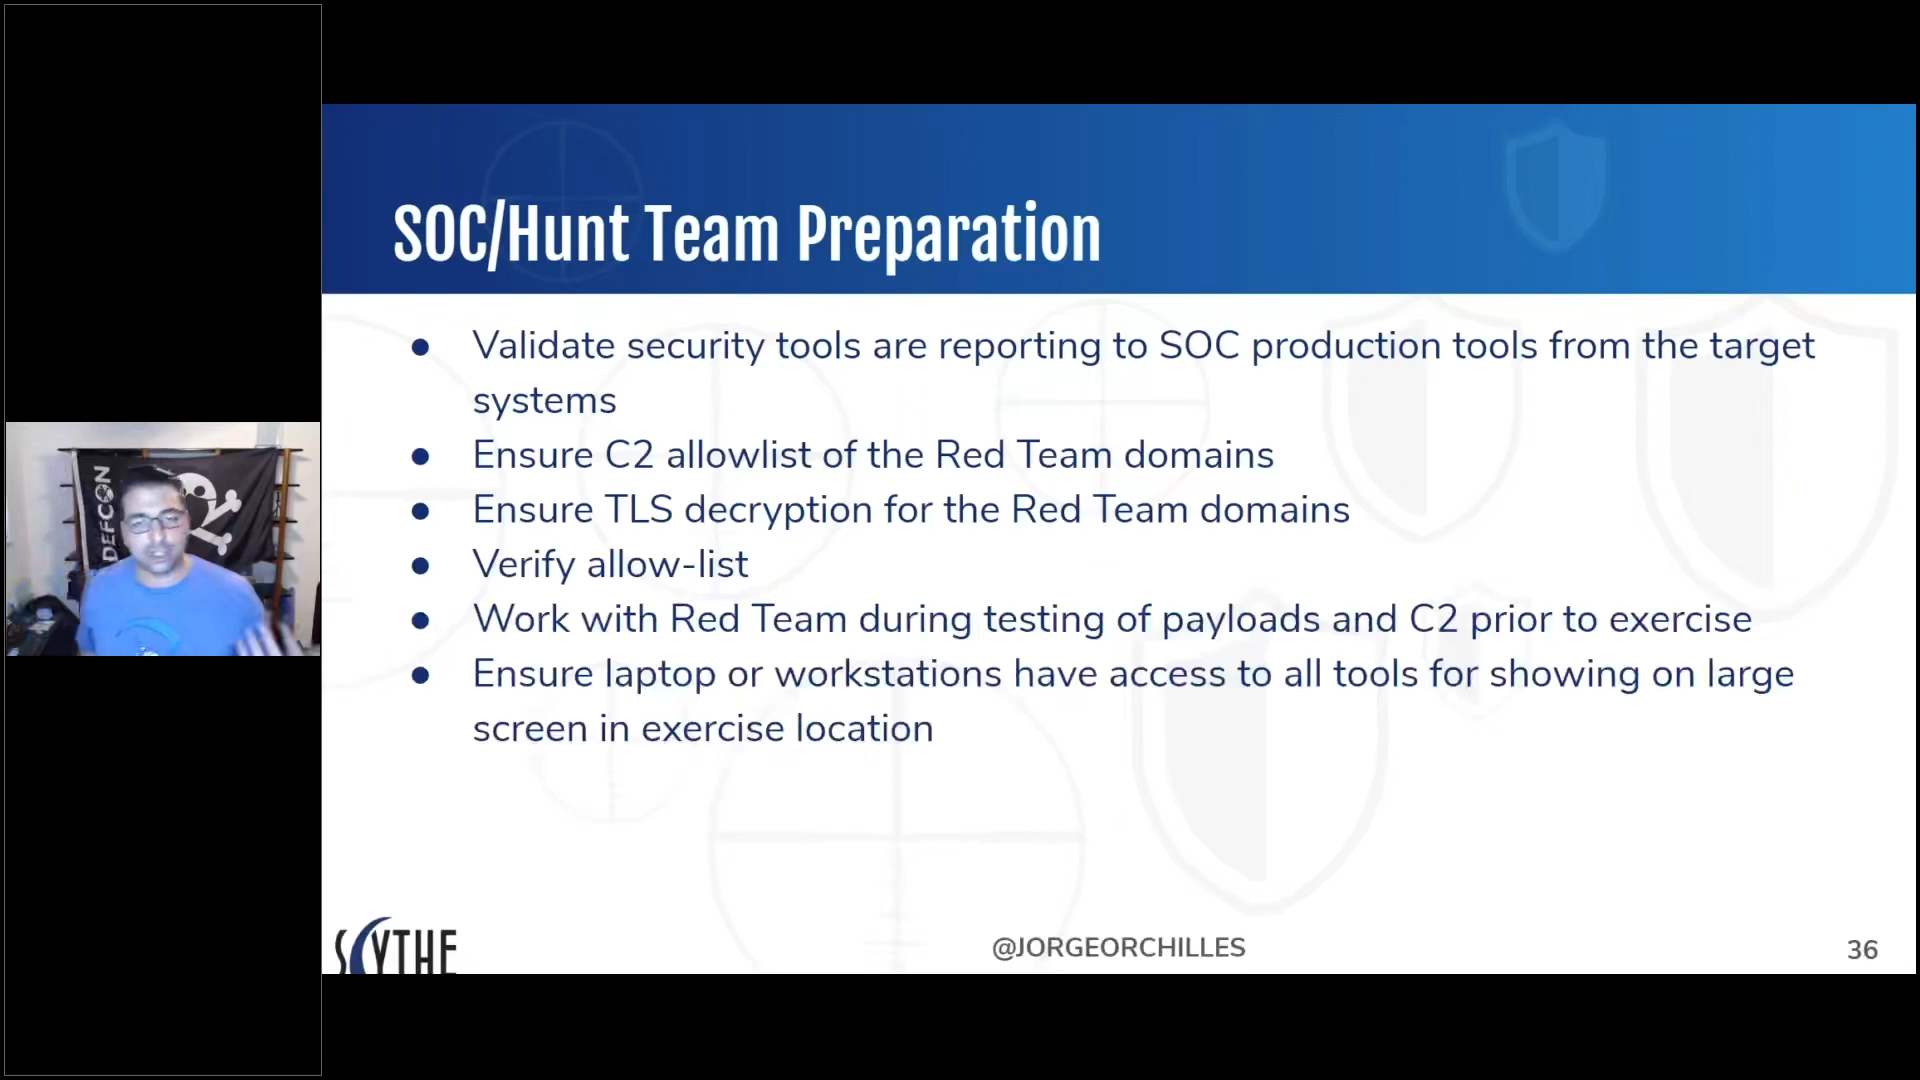 SOC/Hunt Team Preparation
● Validate security tools are reporting to SOC production tools from the target
systems
● Ensure C2 allowlist of the Red Team domains
● Ensure TLS decryption for the Red Team domains
● Verify allow-list
● Work with Red Team during testing of payloads and C2 prior to exercise
● Ensure laptop or workstations have access to all tools for showing on large
screen in exercise location
DEFCON
SCYTHE
@JORGEORCHILLES
36